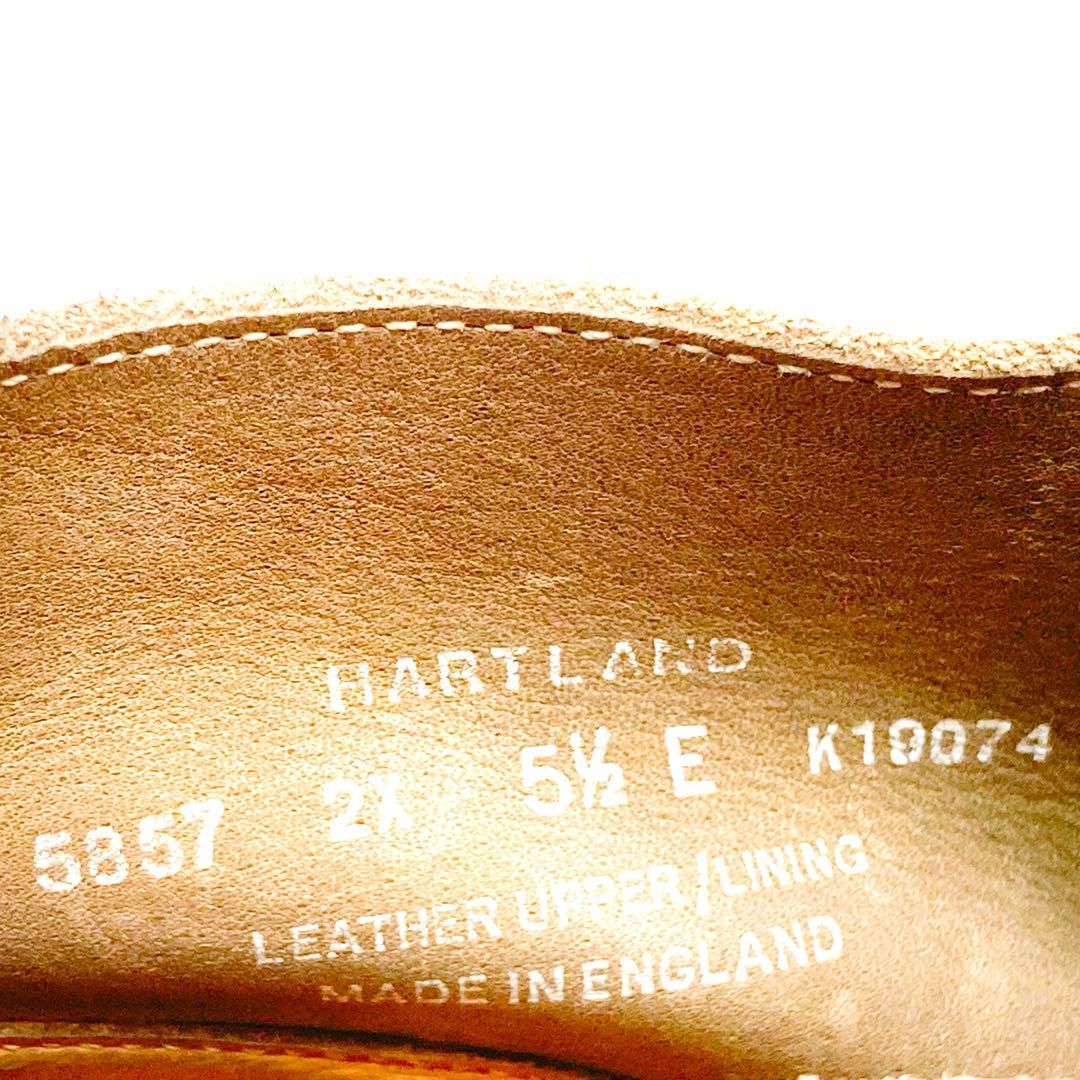 HARTLAND
5857 2X 5½ E K19074
LEATHER UPPER/LINING
MADE IN ENGLAND